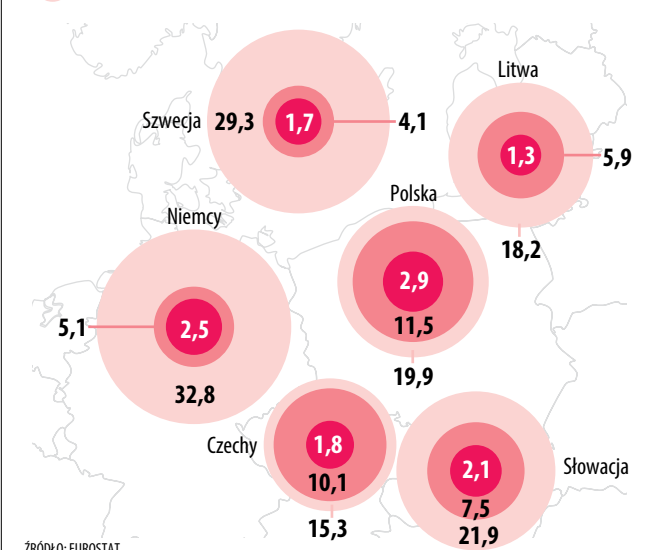 Litwa
Szwecja 29,3 1,7 4,1
1,3 5,9
Polska
18,2
Niemcy
2,9
5,1 2,5
11,5
19,9
32,8
Czechy 1,8
2,1 Słowacja
10,1
7,5
15,3
21,9
ŹRÓDŁO: EUROSTAT